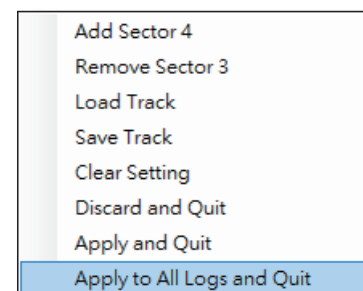 Add Sector 4
Remove Sector 3
Load Track
Save Track
Clear Setting
Discard and Quit
Apply and Quit
Apply to All Logs and Quit